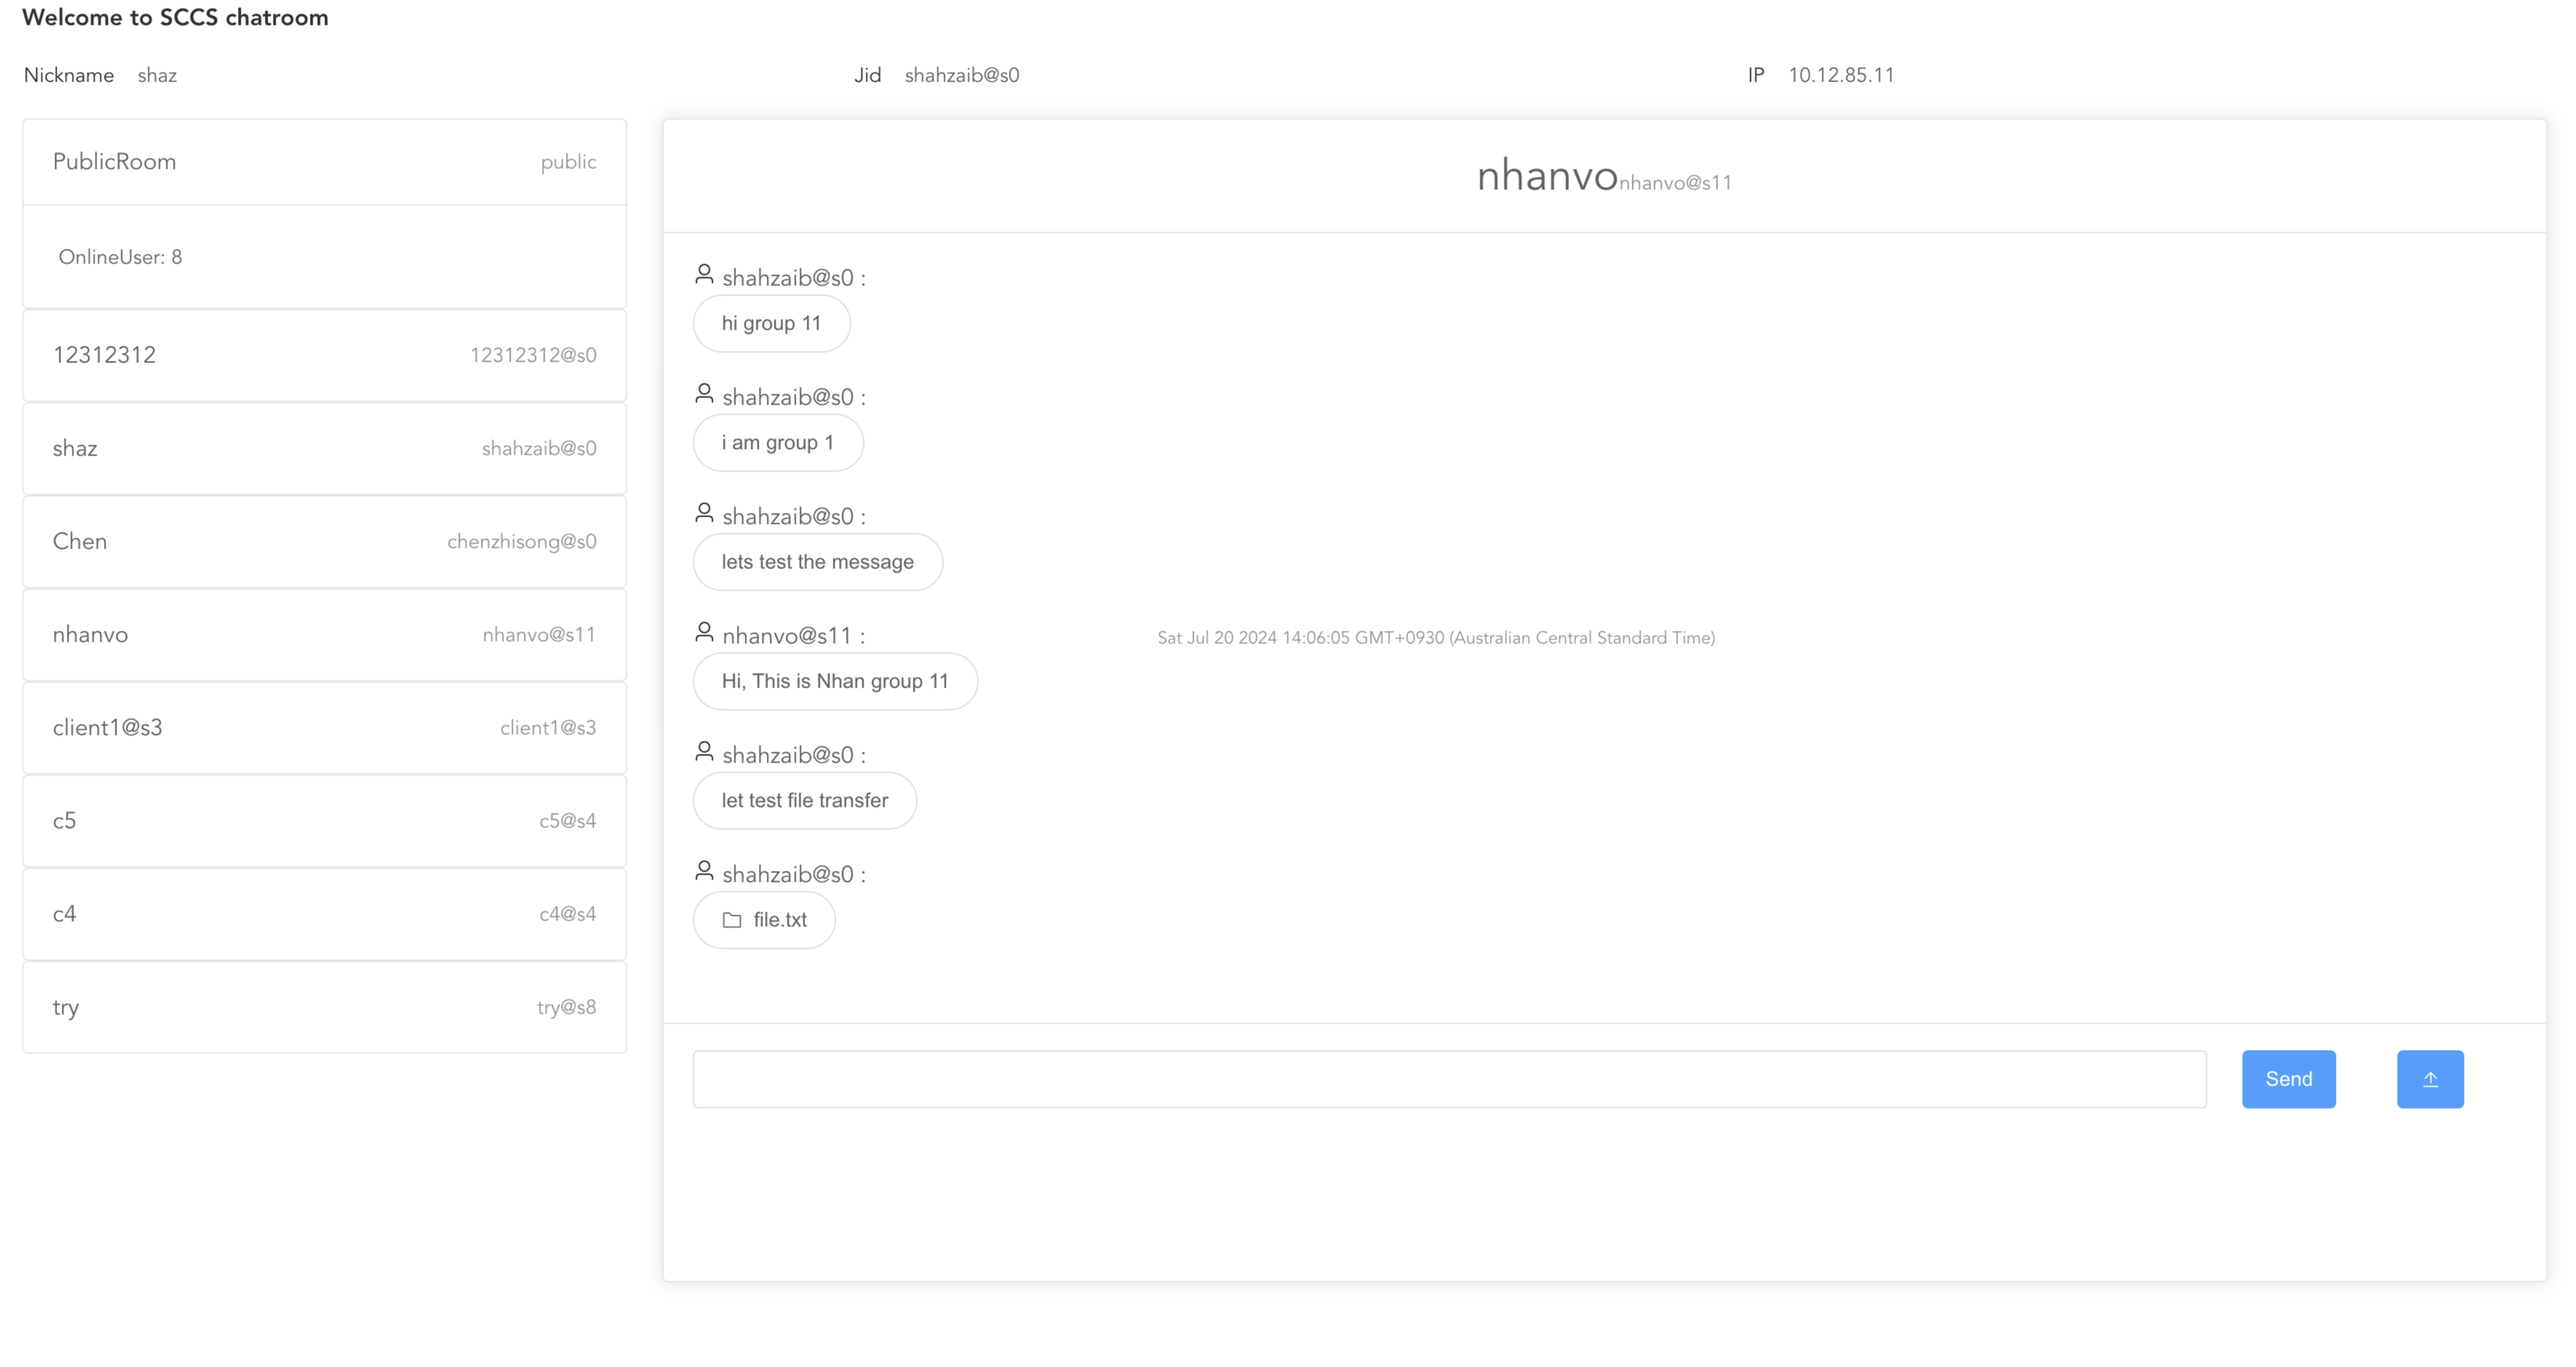 Welcome to SCCS chatroom
Nickname shaz Jid shahzaib@s0 IP 10.12.85.11
PublicRoom public
OnlineUser: 8
12312312 12312312@s0
shaz shahzaib@s0
Chen chenzhisong@s0
nhanvo nhanvo@s11
client1@s3 client1@s3
c5 c5@s4
c4 c4@s4
try try@s8
nhanvo nhanvo@s11
shahzaib@s0 :
hi group 11
shahzaib@s0 :
i am group 1
shahzaib@s0 :
lets test the message
nhanvo@s11 : Sat Jul 20 2024 14:06:05 GMT+0930 (Australian Central Standard Time)
Hi, This is Nhan group 11
shahzaib@s0 :
let test file transfer
shahzaib@s0 :
file.txt
Send